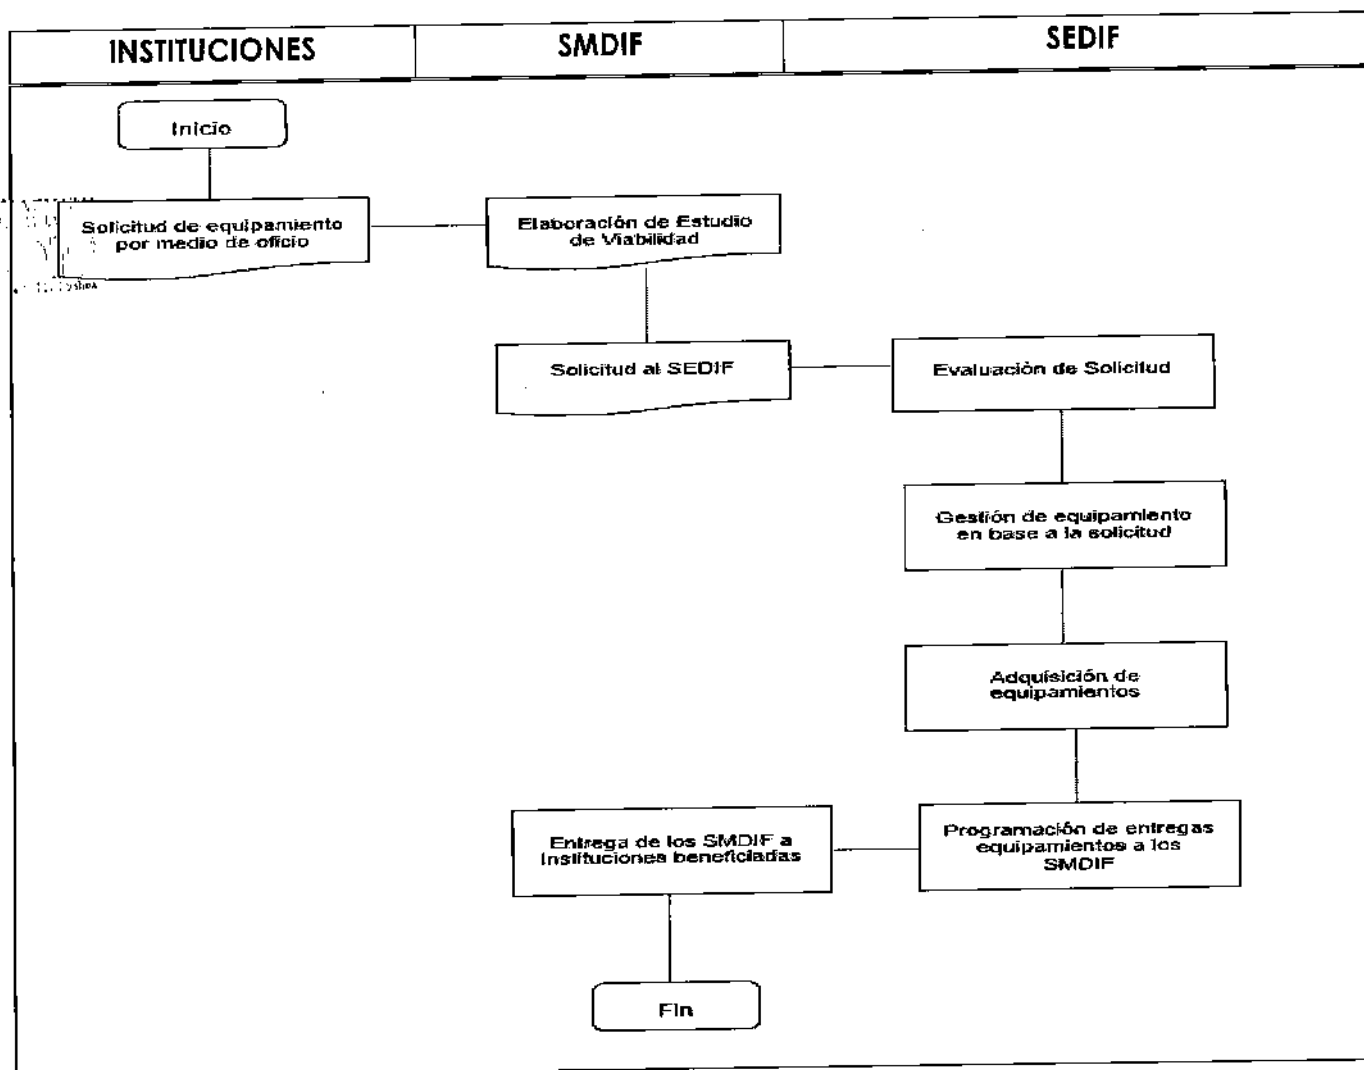 INSTITUCIONES
SMDIF
SEDIF
Inicio
Solicitud de equipamiento
por medio de oficio
Elaboración de Estudio
de Viabilidad
Solicitud al SEDIF
Evaluación de Solicitud
Gestión de equipamiento
en base a la solicitud
Adquisición de
equipamientos
Programación de entregas
equipamientos a los
SMDIF
Entrega de los SMDIF a
Instituciones beneficiadas
Fin